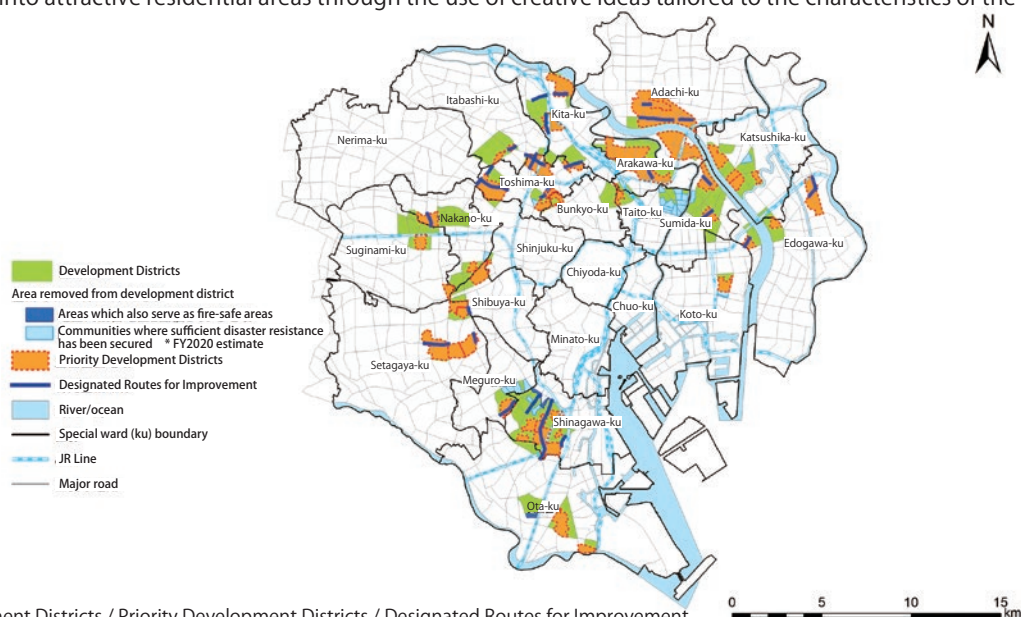 into attractive residential areas through the use of creative ideas tailored to the characteristics of the
N
Adachi-ku
Itabashi-ku
Kita-ku
Katsushika-ku
Nerima-ku
Arakawa-ku
Toshima-ku
Bunkyo-ku
Taito-ku
Nakano-ku
Sumida-ku
Edogawa-ku
Suginami-ku
Shinjuku-ku
Chiyoda-ku
Shibuya-ku
Chuo-ku
Koto-ku
Minato-ku
Setagaya-ku
Meguro-ku
Shinagawa-ku
Ota-ku
Development Districts
Area removed from development district
Areas which also serve as fire-safe areas
Communities where sufficient disaster resistance
has been secured * FY2020 estimate
Priority Development Districts
Designated Routes for Improvement
River/ocean
Special ward (ku) boundary
JR Line
Major road
0 5 10 15
km
Districts / Priority Development Districts / Designated Routes for Improvement